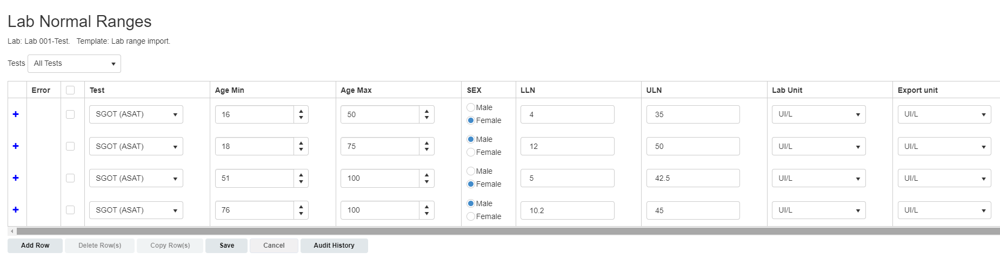 Lab Normal Ranges
Lab: Lab 001-Test. Template: Lab range import.
Tests All Tests
Error Test Age Min Age Max SEX LLN ULN Lab Unit Export unit
SGOT (ASAT) 16 50 Male Female 4 35 UI/L UI/L
SGOT (ASAT) 18 75 Male Female 12 50 UI/L UI/L
SGOT (ASAT) 51 100 Male Female 5 42.5 UI/L UI/L
SGOT (ASAT) 76 100 Male Female 10.2 45 UI/L UI/L
Add Row Delete Row(s) Copy Row(s) Save Cancel Audit History